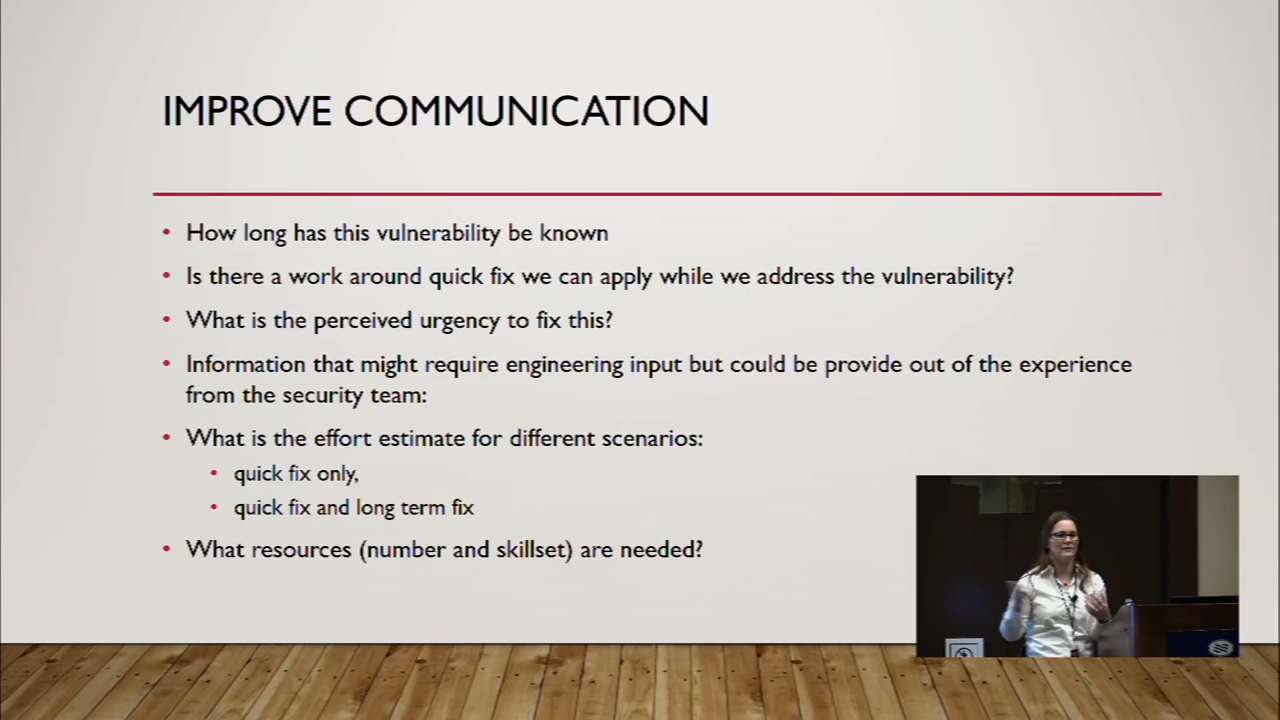 IMPROVE COMMUNICATION
How long has this vulnerability be known
Is there a work around quick fix we can apply while we address the vulnerability?
What is the perceived urgency to fix this?
Information that might require engineering input but could be provide out of the experience
from the security team:
What is the effort estimate for different scenarios:
quick fix only,
quick fix and long term fix
What resources (number and skillset) are needed?